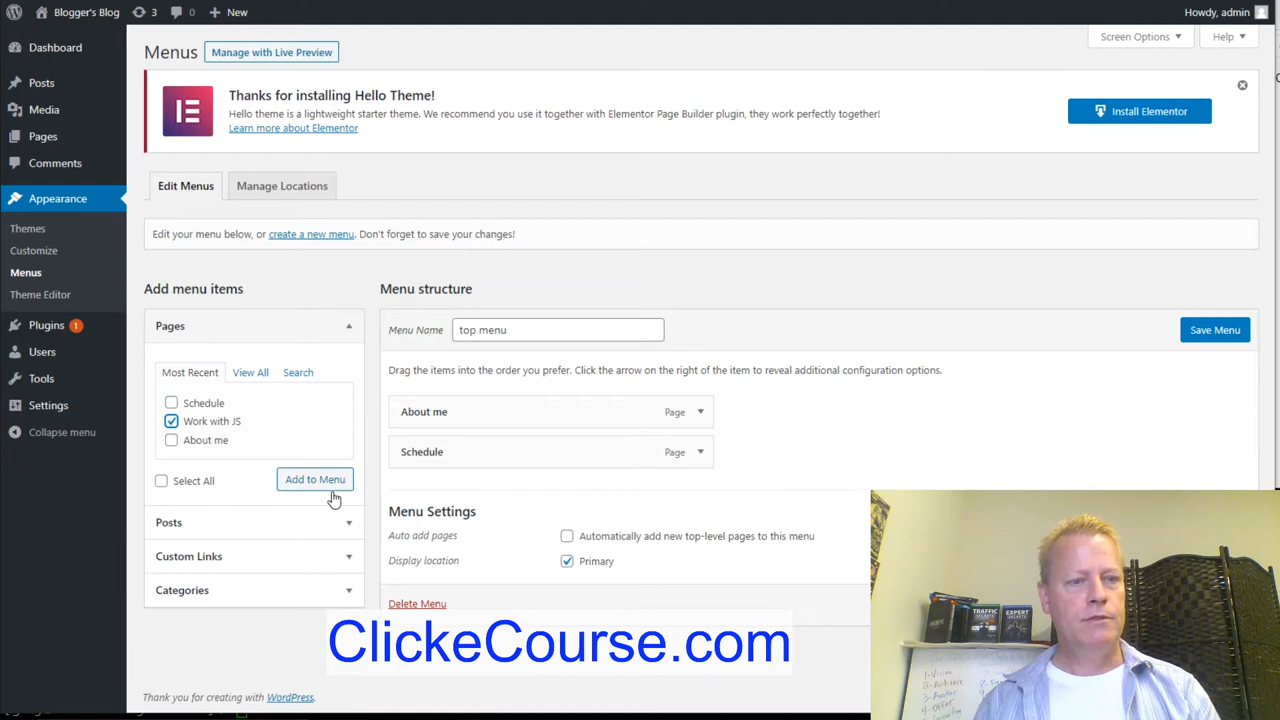 Blogger's Blog 3 0 New Howdy, admin
Dashboard
Posts
Media
Pages
Comments
Appearance
Themes
Customize
Menus
Theme Editor
Plugins 1
Users
Tools
Settings
Collapse menu
Menus Manage with Live Preview
Screen Options Help
Thanks for installing Hello Theme!
Hello theme is a lightweight starter theme. We recommend you use it together with Elementor Page Builder plugin, they work perfectly together!
Learn more about Elementor
Install Elementor
Edit Menus Manage Locations
Edit your menu below, or create a new menu. Don't forget to save your changes!
Add menu items
Pages
Most Recent View All Search
Schedule
Work with JS
About me
Select All Add to Menu
Posts
Custom Links
Categories
Menu structure
Menu Name top menu Save Menu
Drag the items into the order you prefer. Click the arrow on the right of the item to reveal additional configuration options.
About me Page
Schedule Page
Menu Settings
Auto add pages Automatically add new top-level pages to this menu
Display location Primary
Delete Menu
ClickeCourse.com
Thank you for creating with WordPress.
TRAFFIC
SECRETS
EXPERT
SECRETS